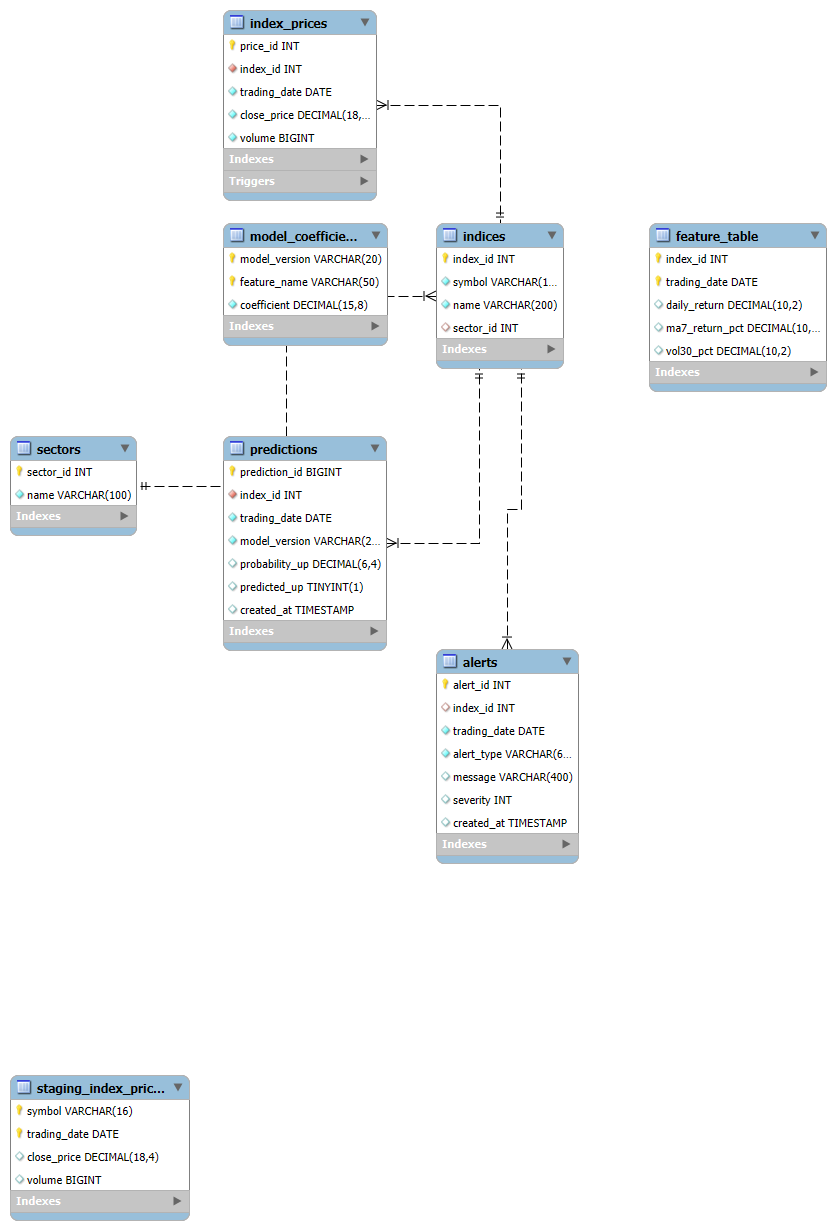 index_prices
price_id INT
index_id INT
trading_date DATE
close_price DECIMAL(18,...
volume BIGINT
Indexes
Triggers
model_coefficie...
model_version VARCHAR(20)
feature_name VARCHAR(50)
coefficient DECIMAL(15,8)
Indexes
indices
index_id INT
symbol VARCHAR(1...
name VARCHAR(200)
sector_id INT
Indexes
feature_table
index_id INT
trading_date DATE
daily_return DECIMAL(10,2)
ma7_return_pct DECIMAL(10,...
vol30_pct DECIMAL(10,2)
Indexes
sectors
sector_id INT
name VARCHAR(100)
Indexes
predictions
prediction_id BIGINT
index_id INT
trading_date DATE
model_version VARCHAR(2...
probability_up DECIMAL(6,4)
predicted_up TINYINT(1)
created_at TIMESTAMP
Indexes
alerts
alert_id INT
index_id INT
trading_date DATE
alert_type VARCHAR(6...
message VARCHAR(400)
severity INT
created_at TIMESTAMP
Indexes
staging_index_pric...
symbol VARCHAR(16)
trading_date DATE
close_price DECIMAL(18,4)
volume BIGINT
Indexes